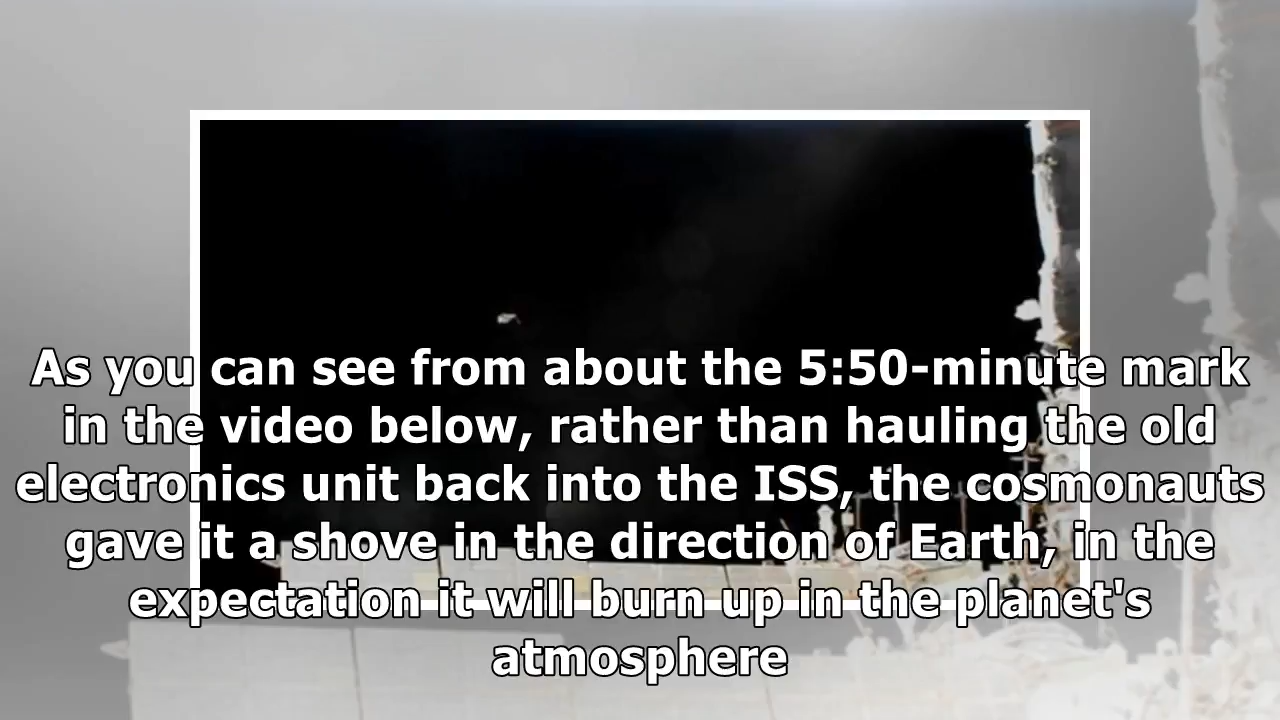 As you can see from about the 5:50-minute mark
in the video below, rather than hauling the old
electronics unit back into the ISS, the cosmonauts
gave it a shove in the direction of Earth, in the
expectation it will burn up in the planet's
atmosphere